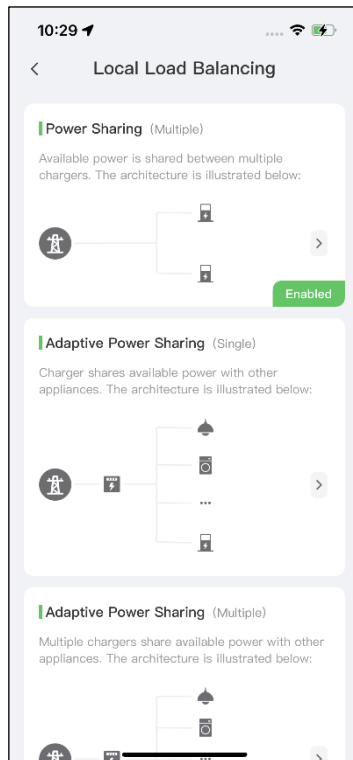 10:29
Local Load Balancing
Power Sharing (Multiple)
Available power is shared between multiple
chargers. The architecture is illustrated below:
Enabled
Adaptive Power Sharing (Single)
Charger shares available power with other
appliances. The architecture is illustrated below:
...
Adaptive Power Sharing (Multiple)
Multiple chargers share available power with other
appliances. The architecture is illustrated below: